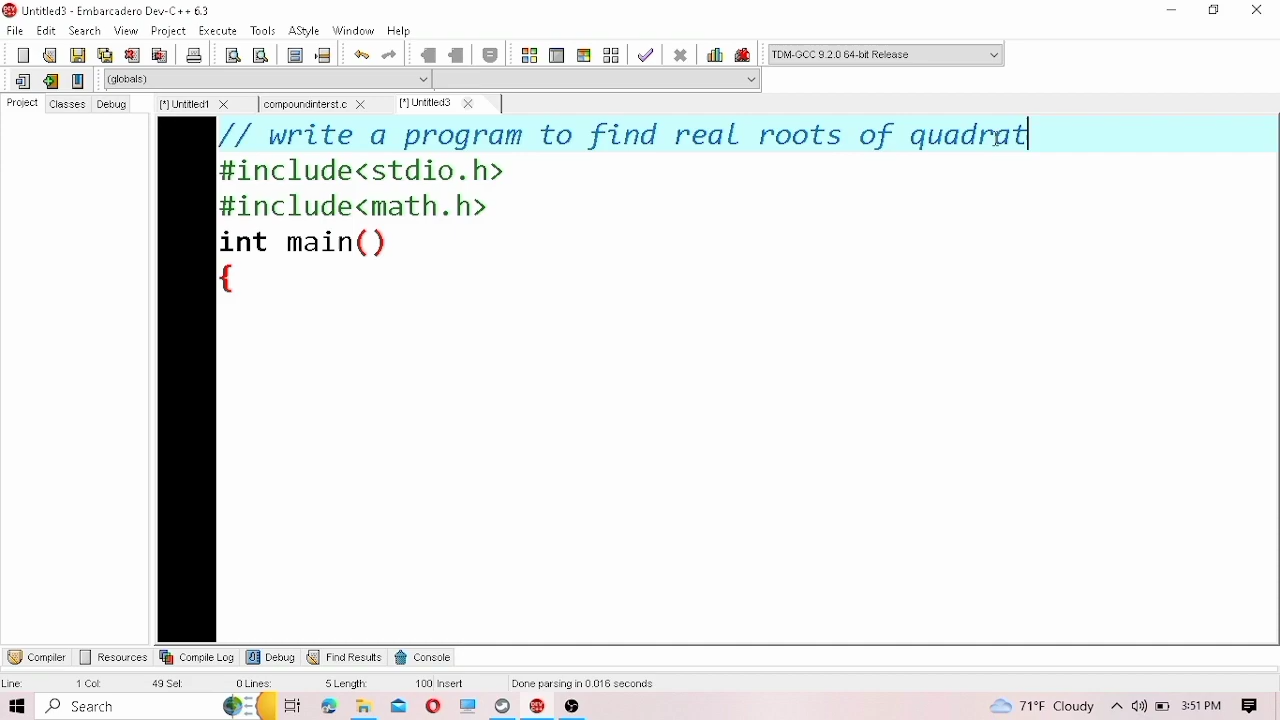 Untitled3 - Embarcadero Dev-C++ 6.3
File Edit Search View Project Execute Tools AStyle Window Help
TDM-GCC 9.2.0 64-bit Release
(globals)
Project Classes Debug
[*] Untitled1 compoundinterst.c [*] Untitled3
// write a program to find real roots of quadrat
#include<stdio.h>
#include<math.h>
int main()
{
Compiler Resources Compile Log Debug Find Results Console
Line: 1 Col: 49 Sel: 0 Lines: 5 Length: 100 Insert Done parsing in 0.016 seconds
Search 71°F Cloudy 3:51 PM